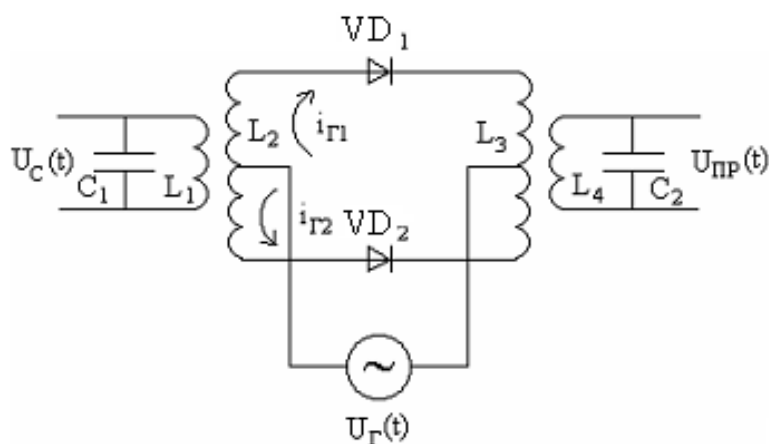 VD1
iГ1
L2
L3
UC(t)
C1
L1
iГ2
VD2
L4
C2
UПР(t)
~
UГ(t)